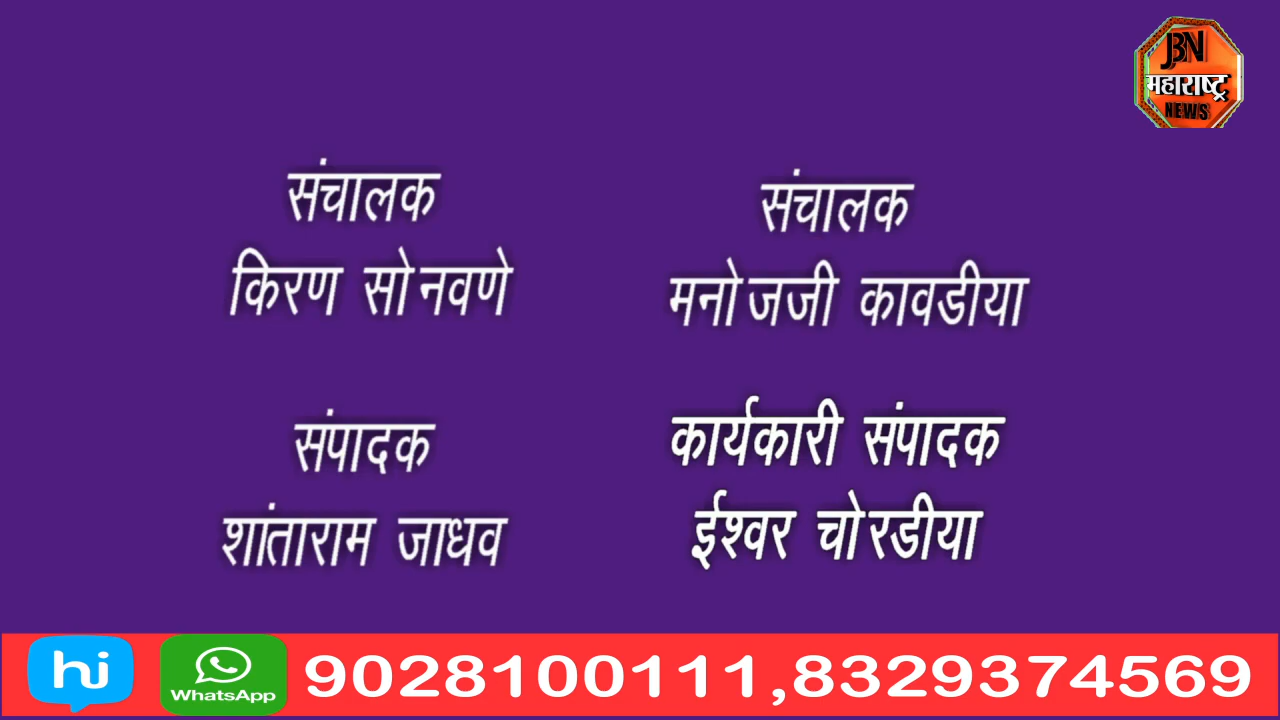 JBN
महाराष्ट्र
NEWS
संचालक
किरण सोनवणे
संचालक
मनोजजी कावडीया
संपादक
शांताराम जाधव
कार्यकारी संपादक
ईश्वर चोरडीया
hi
WhatsApp
9028100111,8329374569